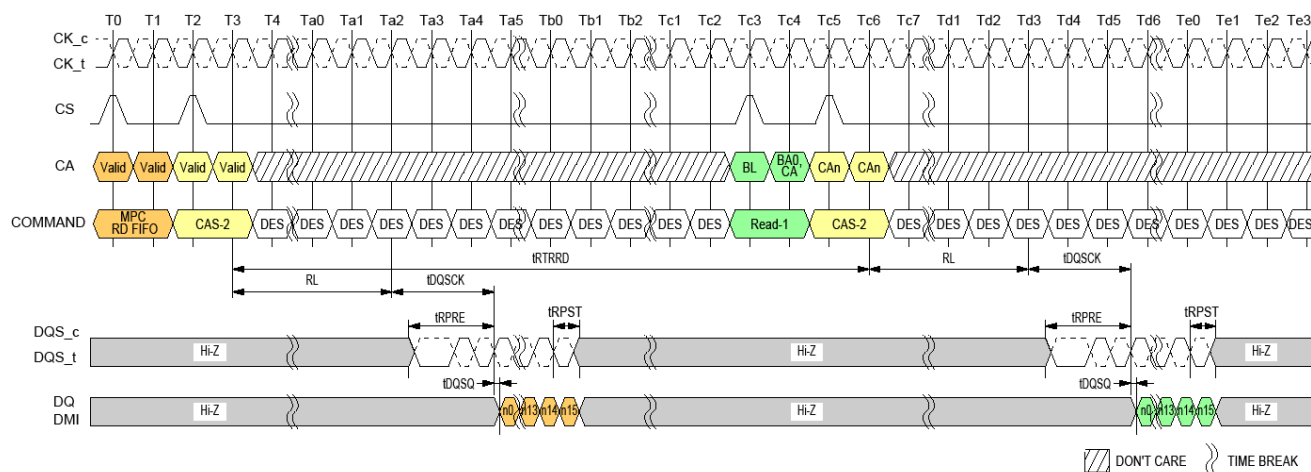 T0 T1 T2 T3 T4 Ta0 Ta1 Ta2 Ta3 Ta4 Ta5 Tb0 Tb1 Tb2 Tc1 Tc2 Tc3 Tc4 Tc5 Tc6 Tc7 Td1 Td2 Td3 Td4 Td5 Td6 Te0 Te1 Te2 Te3
CK_c
CK_t
CS
CA Valid Valid Valid Valid BL BA0, CA CAn CAn
COMMAND MPC RD FIFO CAS-2 DES DES DES DES DES DES DES DES DES DES DES DES Read-1 CAS-2 DES DES DES DES DES DES DES DES DES DES DES
tRTRRD
RL tDQSCK RL tDQSCK
tRPRE tRPST tRPRE tRPST
DQS_c
DQS_t
Hi-Z Hi-Z Hi-Z
tDQSQ tDQSQ
DQ
DMI
Hi-Z n0 n13 n14 n15 Hi-Z n0 n13 n14 n15 Hi-Z
DON'T CARE TIME BREAK